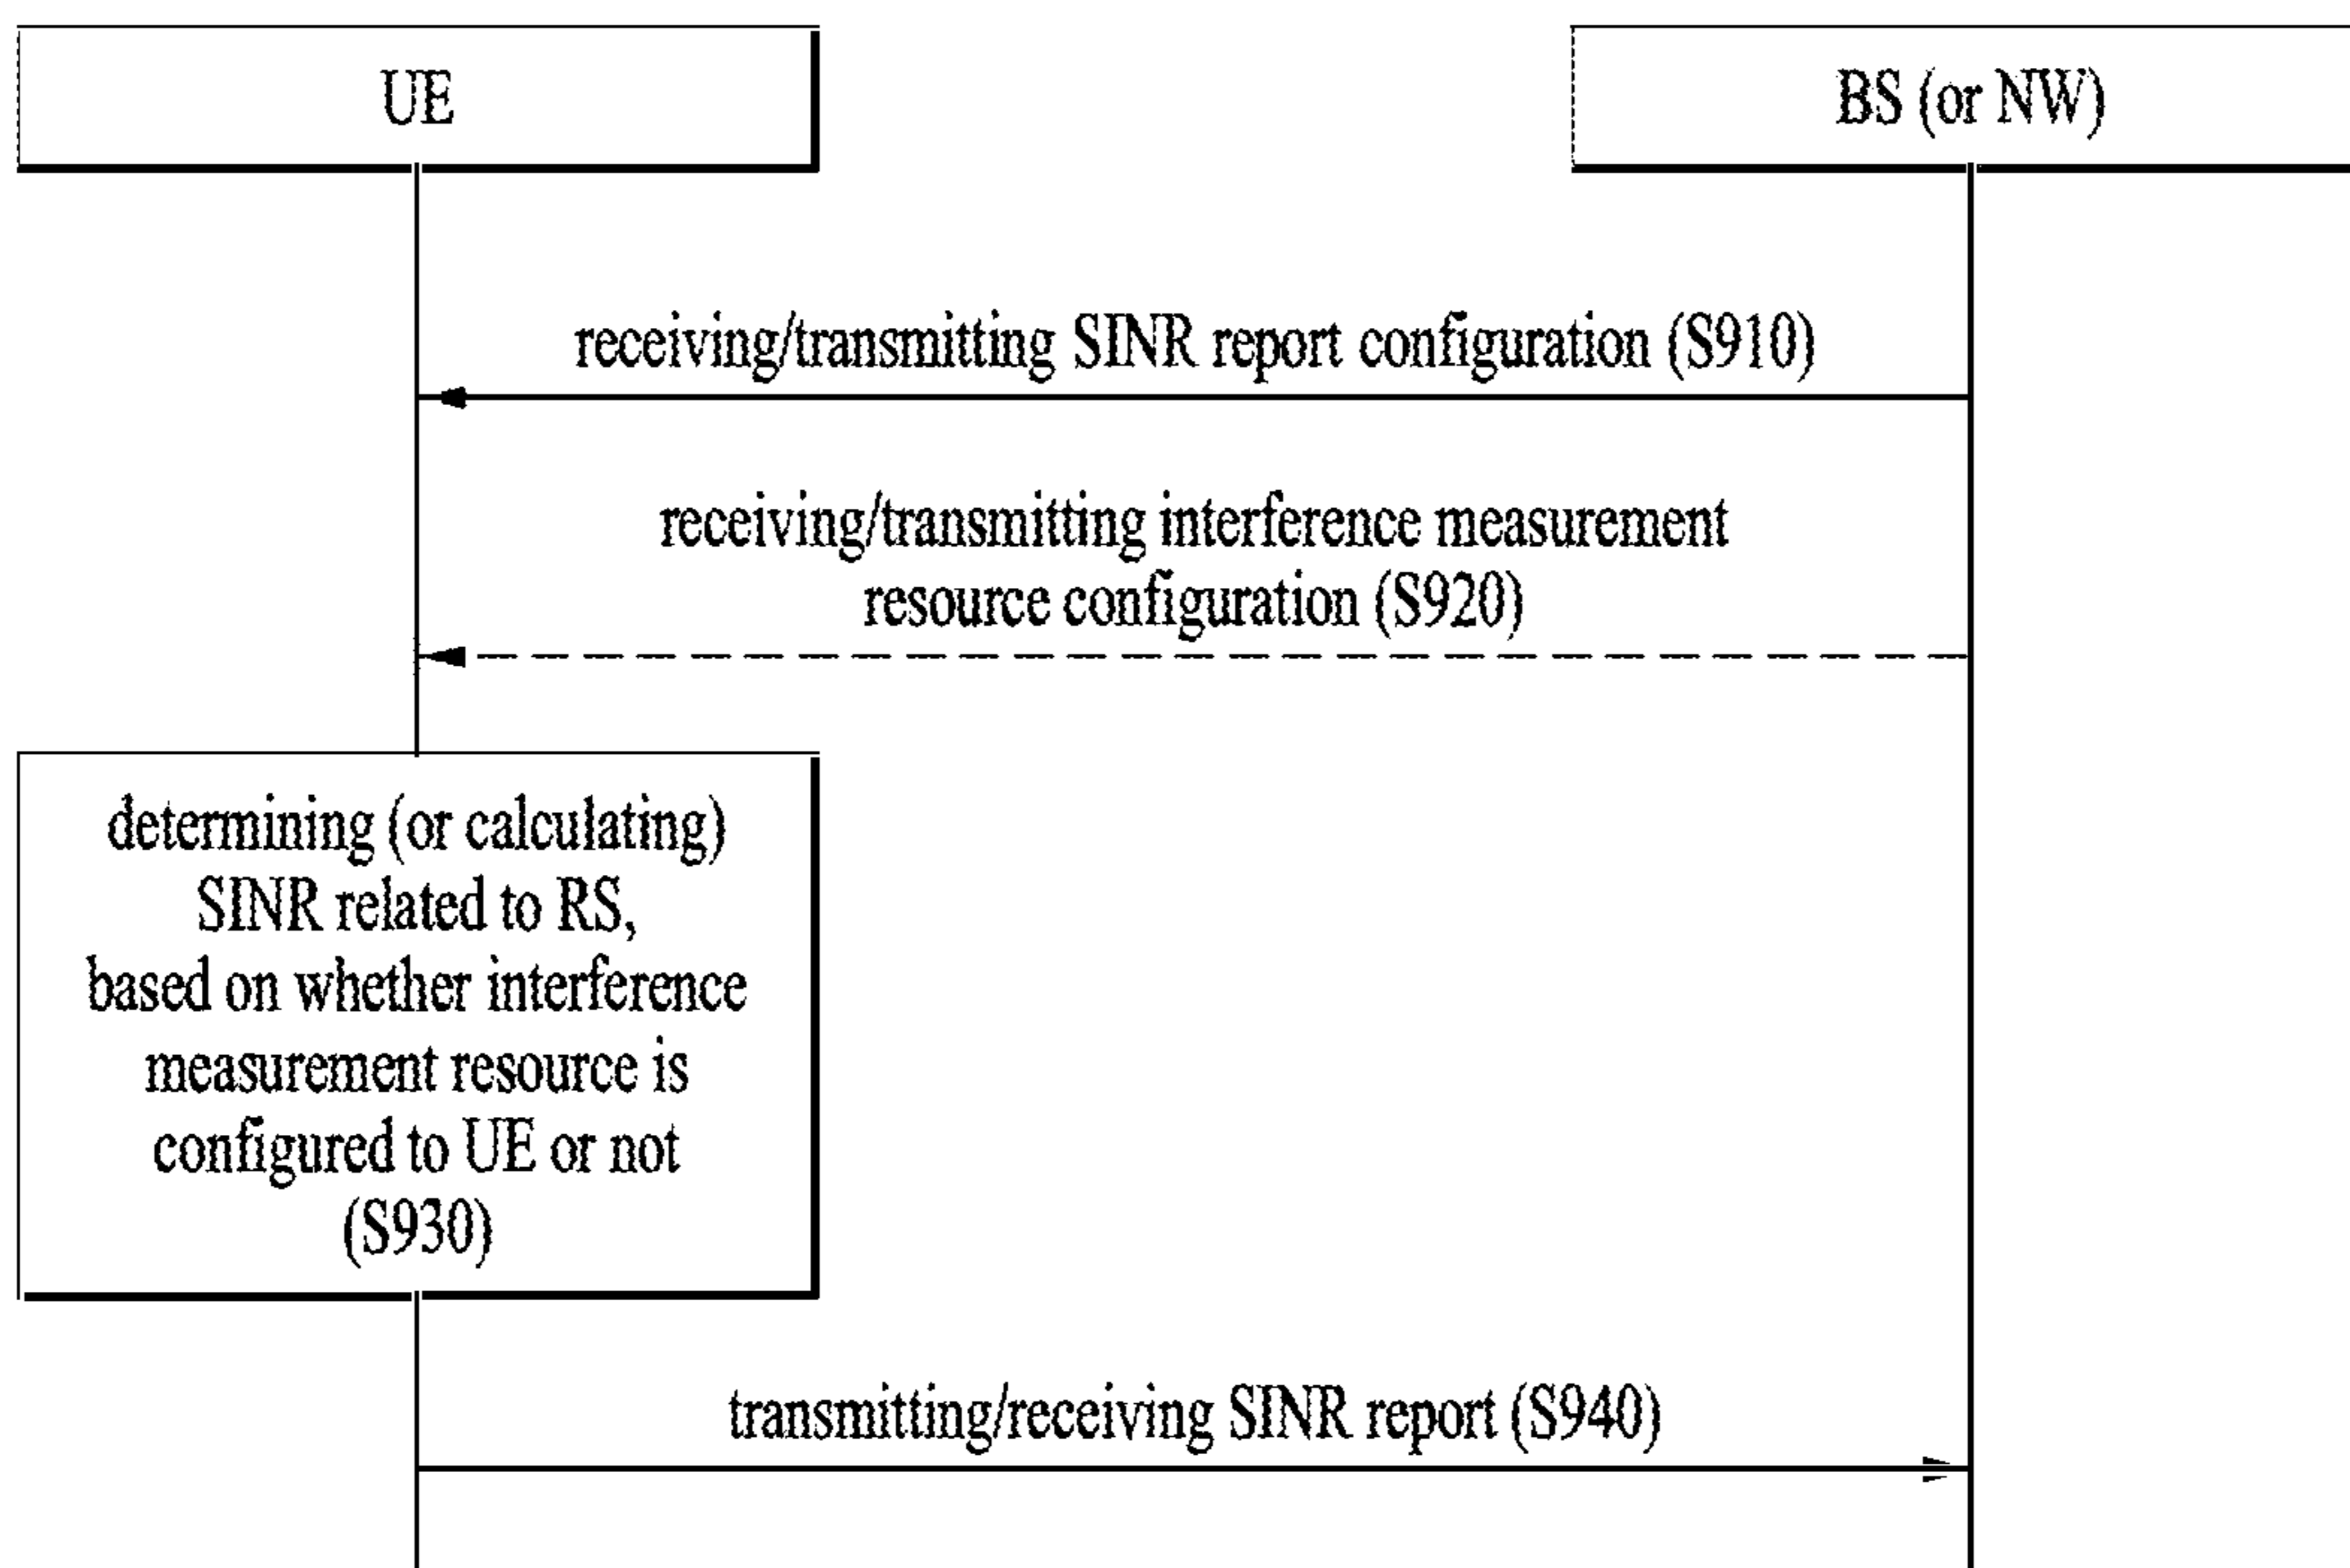 UE
BS (or NW)
receiving/transmitting SINR report configuration (S910)
receiving/transmitting interference measurement
resource configuration (S920)
determining (or calculating)
SINR related to RS,
based on whether interference
measurement resource is
configured to UE or not
(S930)
transmitting/receiving SINR report (S940)